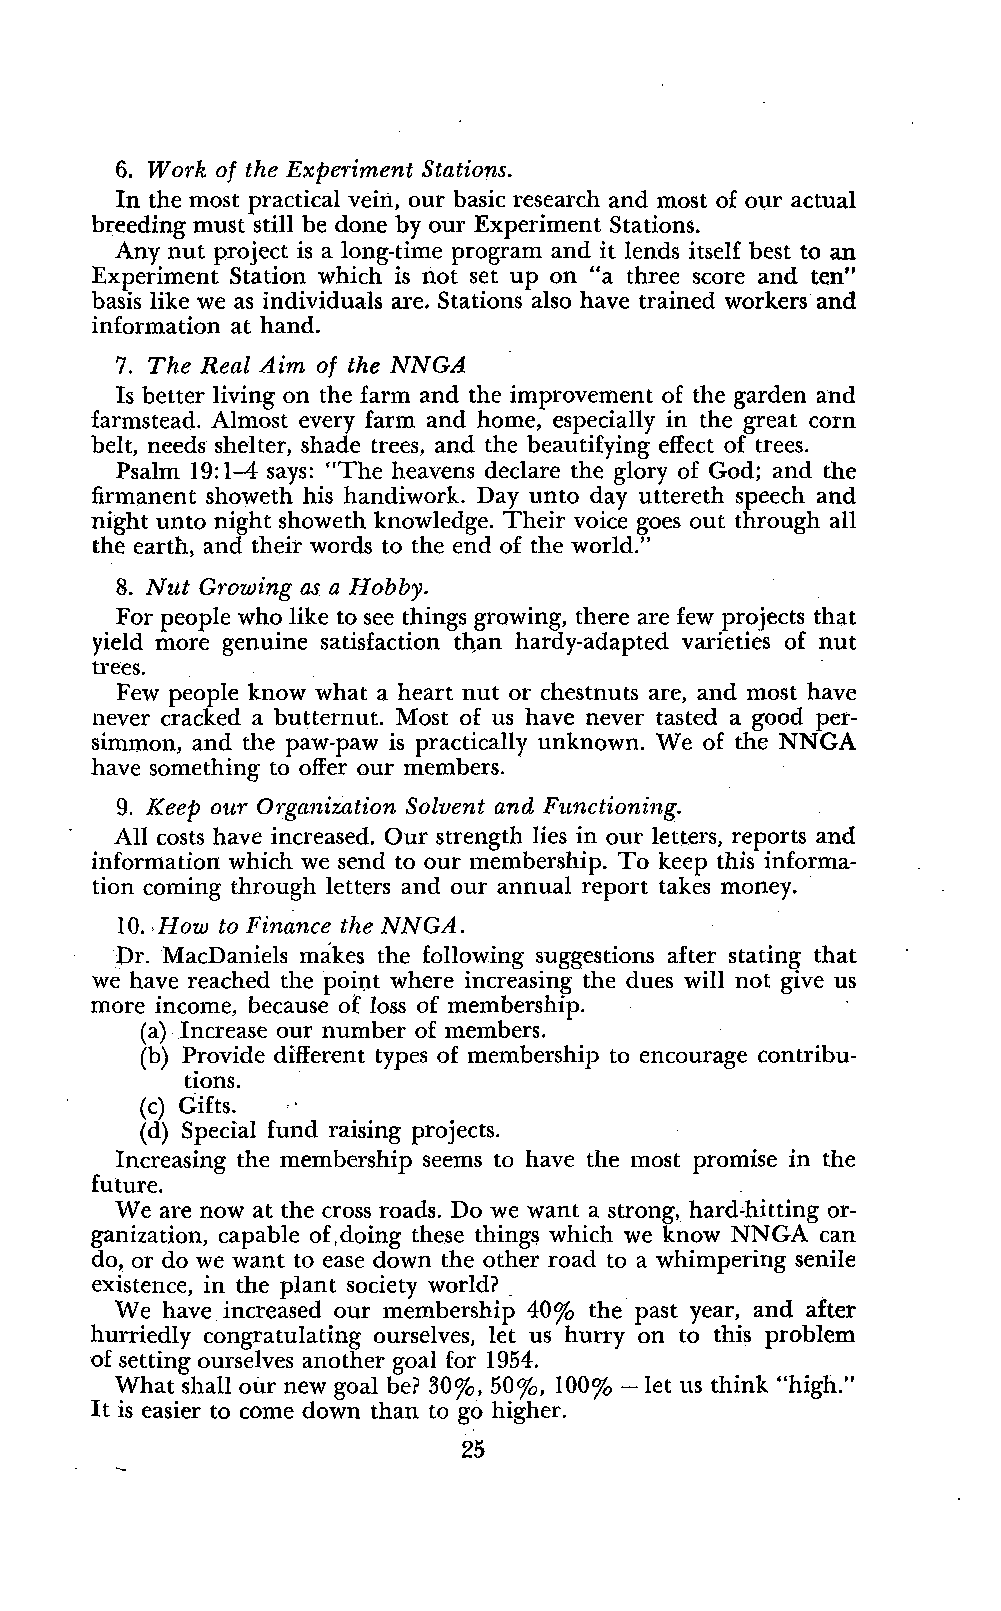 6. Work of the Experiment Stations.
In the most practical vein, our basic research and most of our actual
breeding must still be done by our Experiment Stations.
Any nut project is a long-time program and it lends itself best to an
Experiment Station which is not set up on "a three score and ten"
basis like we as individuals are. Stations also have trained workers and
information at hand.
7. The Real Aim of the NNGA
Is better living on the farm and the improvement of the garden and
farmstead. Almost every farm and home, especially in the great corn
belt, needs shelter, shade trees, and the beautifying effect of trees.
Psalm 19:1–4 says: "The heavens declare the glory of God; and the
firmanent showeth his handiwork. Day unto day uttereth speech and
night unto night showeth knowledge. Their voice goes out through all
the earth, and their words to the end of the world."
8. Nut Growing as a Hobby.
For people who like to see things growing, there are few projects that
yield more genuine satisfaction than hardy-adapted varieties of nut
trees.
Few people know what a heart nut or chestnuts are, and most have
never cracked a butternut. Most of us have never tasted a good per-
simmon, and the paw-paw is practically unknown. We of the NNGA
have something to offer our members.
9. Keep our Organization Solvent and Functioning.
All costs have increased. Our strength lies in our letters, reports and
information which we send to our membership. To keep this informa-
tion coming through letters and our annual report takes money.
10. How to Finance the NNGA.
Dr. MacDaniels makes the following suggestions after stating that
we have reached the point where increasing the dues will not give us
more income, because of loss of membership.
(a) Increase our number of members.
(b) Provide different types of membership to encourage contribu-
tions.
(c) Gifts.
(d) Special fund raising projects.
Increasing the membership seems to have the most promise in the
future.
We are now at the cross roads. Do we want a strong, hard-hitting or-
ganization, capable of doing these things which we know NNGA can
do, or do we want to ease down the other road to a whimpering senile
existence, in the plant society world?
We have increased our membership 40% the past year, and after
hurriedly congratulating ourselves, let us hurry on to this problem
of setting ourselves another goal for 1954.
What shall our new goal be? 30%, 50%, 100% – let us think "high."
It is easier to come down than to go higher.
25